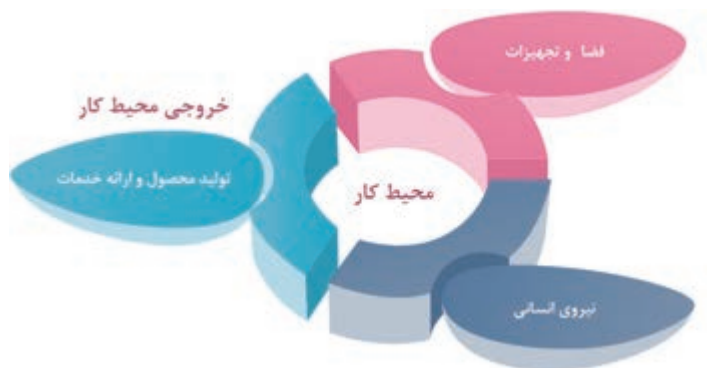 فضا و تجهیزات
خروجی محیط کار
تولید محصول و ارائه خدمات
محیط کار
نیروی انسانی